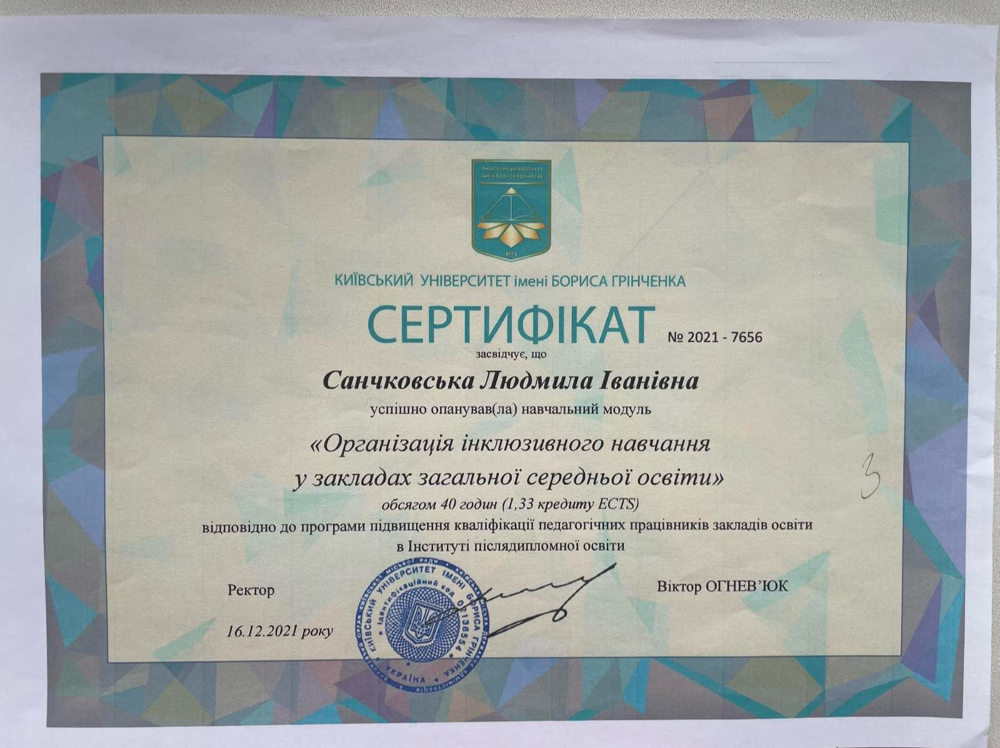 Київський університет
імені Бориса Грінченка
1874
КИЇВСЬКИЙ УНІВЕРСИТЕТ імені БОРИСА ГРІНЧЕНКА
СЕРТИФІКАТ № 2021 - 7656
засвідчує, що
Санчковська Людмила Іванівна
успішно опанував(ла) навчальний модуль
«Організація інклюзивного навчання
у закладах загальної середньої освіти»
обсягом 40 годин (1,33 кредиту ECTS)
відповідно до програми підвищення кваліфікації педагогічних працівників закладів освіти
в Інституті післядипломної освіти
Ректор
Віктор ОГНЕВ’ЮК
16.12.2021 року
КИЇВСЬКИЙ УНІВЕРСИТЕТ ІМЕНІ БОРИСА ГРІНЧЕНКА
Ідентифікаційний код 02136554
УКРАЇНА
3